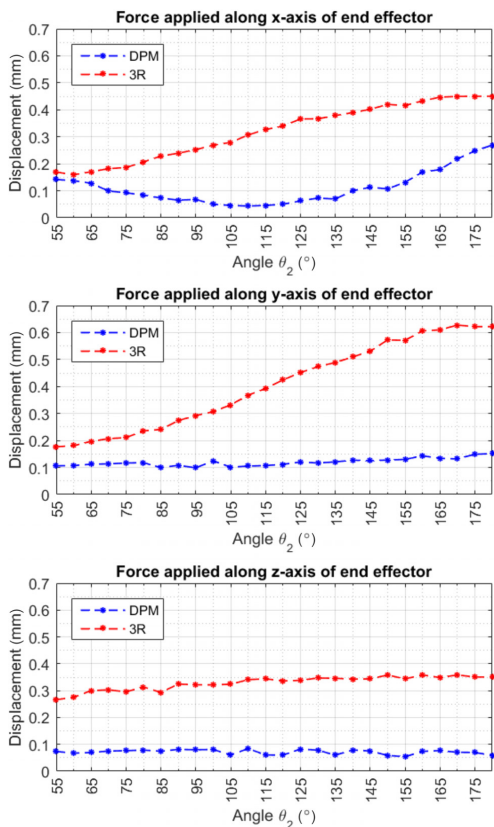 Force applied along x-axis of end effector
0.7
0.6
0.5
0.4
0.3
0.2
0.1
0
Displacement (mm)
DPM
3R
55 65 75 85 95 105 115 125 135 145 155 165 175
Angle θ2 (°)
Force applied along y-axis of end effector
0.7
0.6
0.5
0.4
0.3
0.2
0.1
0
Displacement (mm)
DPM
3R
55 65 75 85 95 105 115 125 135 145 155 165 175
Angle θ2 (°)
Force applied along z-axis of end effector
0.7
0.6
0.5
0.4
0.3
0.2
0.1
0
Displacement (mm)
DPM
3R
55 65 75 85 95 105 115 125 135 145 155 165 175
Angle θ2 (°)